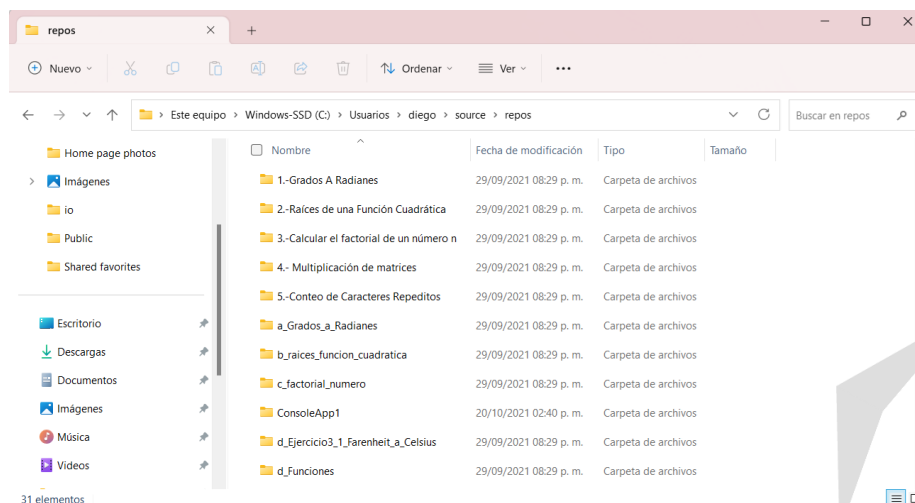 repos
Nuevo
Ordenar
Ver
Este equipo > Windows-SSD (C:) > Usuarios > diego > source > repos
Buscar en repos
Home page photos
Imágenes
io
Public
Shared favorites
Escritorio
Descargas
Documentos
Imágenes
Música
Vídeos
Nombre Fecha de modificación Tipo Tamaño
1.-Grados A Radianes 29/09/2021 08:29 p. m. Carpeta de archivos
2.-Raíces de una Función Cuadrática 29/09/2021 08:29 p. m. Carpeta de archivos
3.-Calcular el factorial de un número n 29/09/2021 08:29 p. m. Carpeta de archivos
4.- Multiplicación de matrices 29/09/2021 08:29 p. m. Carpeta de archivos
5.-Conteo de Caracteres Repeditos 29/09/2021 08:29 p. m. Carpeta de archivos
a_Grados_a_Radianes 29/09/2021 08:29 p. m. Carpeta de archivos
b_raices_funcion_cuadratica 29/09/2021 08:29 p. m. Carpeta de archivos
c_factorial_numero 29/09/2021 08:29 p. m. Carpeta de archivos
ConsoleApp1 20/10/2021 02:40 p. m. Carpeta de archivos
d_Ejercicio3_1_Farenheit_a_Celsius 29/09/2021 08:29 p. m. Carpeta de archivos
d_Funciones 29/09/2021 08:29 p. m. Carpeta de archivos
31 elementos